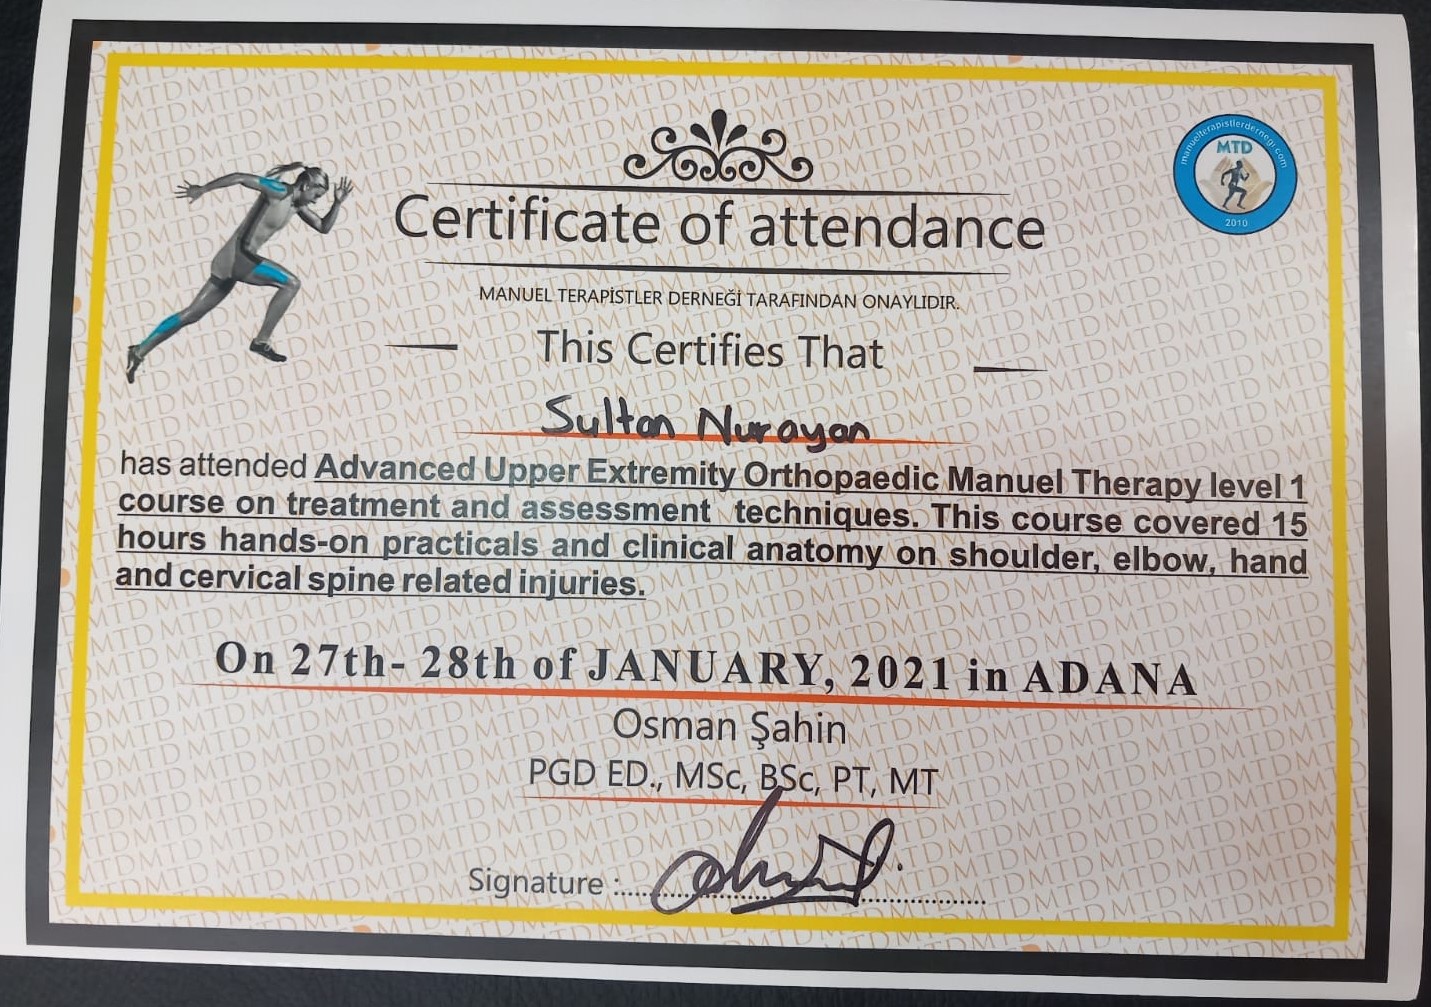 manuelterapistlerdernegi.com
MTD
2010
Certificate of attendance
MANUEL TERAPİSTLER DERNEĞİ TARAFINDAN ONAYLIDIR.
This Certifies That
Sultan Nurayan
has attended Advanced Upper Extremity Orthopaedic Manuel Therapy level 1
course on treatment and assessment techniques. This course covered 15
hours hands-on practicals and clinical anatomy on shoulder, elbow, hand
and cervical spine related injuries.
On 27th- 28th of JANUARY, 2021 in ADANA
Osman Şahin
PGD ED., MSc, BSc, PT, MT
Signature :